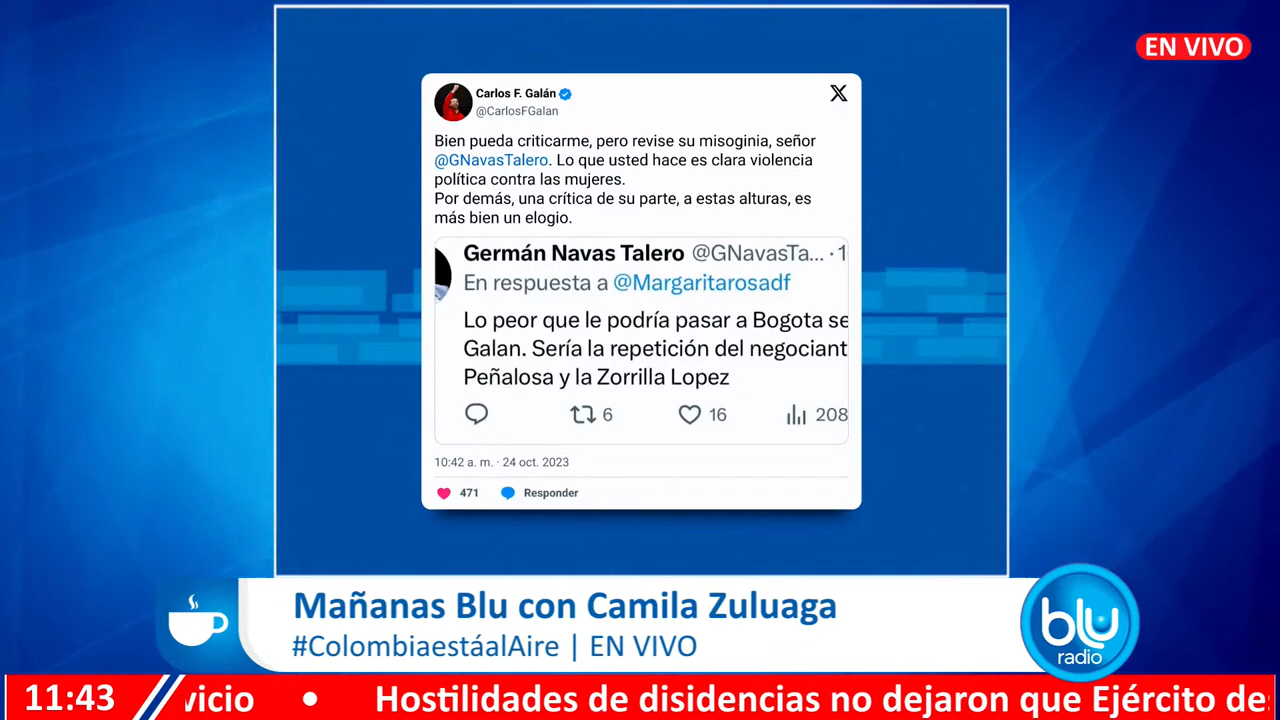 EN VIVO
Carlos F. Galán
@CarlosFGalan
X
Bien pueda criticarme, pero revise su misoginia, señor
@GNavasTalero. Lo que usted hace es clara violencia
política contra las mujeres.
Por demás, una crítica de su parte, a estas alturas, es
más bien un elogio.
Germán Navas Talero @GNavasTa... · 1
En respuesta a @Margaritarosadf
Lo peor que le podría pasar a Bogota se
Galan. Sería la repetición del negociant
Peñalosa y la Zorrilla Lopez
6 16 208
10:42 a. m. · 24 oct. 2023
471 Responder
Mañanas Blu con Camila Zuluaga
#ColombiaestáalAire | EN VIVO
blu
radio
11:43 vicio • Hostilidades de disidencias no dejaron que Ejército des